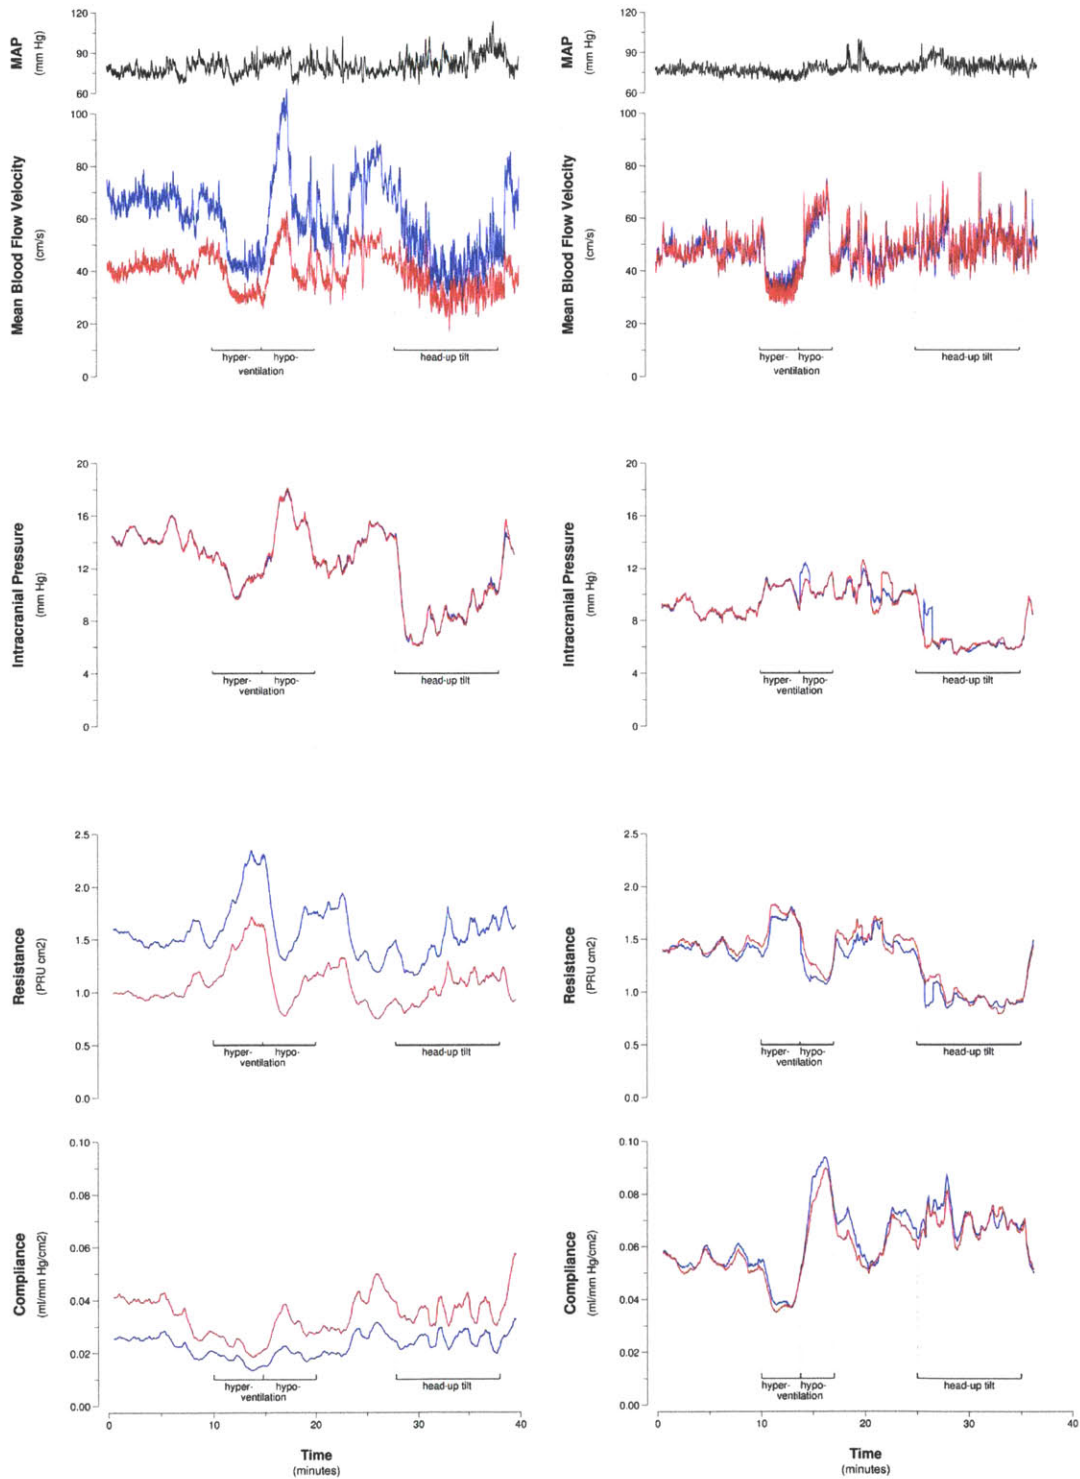 120
90
60
MAP
(mm Hg)
100
80
60
40
20
0
Mean Blood Flow Velocity
(cm/s)
hyper-
hypo-
ventilation
head-up tilt
20
16
12
8
4
0
Intracranial Pressure
(mm Hg)
hyper-
hypo-
ventilation
head-up tilt
2.5
2.0
1.5
1.0
0.5
0.0
Resistance
(PRU cm2)
hyper-
hypo-
ventilation
head-up tilt
0.10
0.08
0.06
0.04
0.02
0.00
Compliance
(ml/mm Hg/cm2)
hyper-
hypo-
ventilation
head-up tilt
0
10
20
30
40
Time
(minutes)
120
90
60
MAP
(mm Hg)
100
80
60
40
20
0
Mean Blood Flow Velocity
(cm/s)
hyper-
hypo-
ventilation
head-up tilt
20
16
12
8
4
0
Intracranial Pressure
(mm Hg)
hyper-
hypo-
ventilation
head-up tilt
2.5
2.0
1.5
1.0
0.5
0.0
Resistance
(PRU cm2)
hyper-
hypo-
ventilation
head-up tilt
0.10
0.08
0.06
0.04
0.02
0.00
Compliance
(ml/mm Hg/cm2)
hyper-
hypo-
ventilation
head-up tilt
0
10
20
30
40
Time
(minutes)